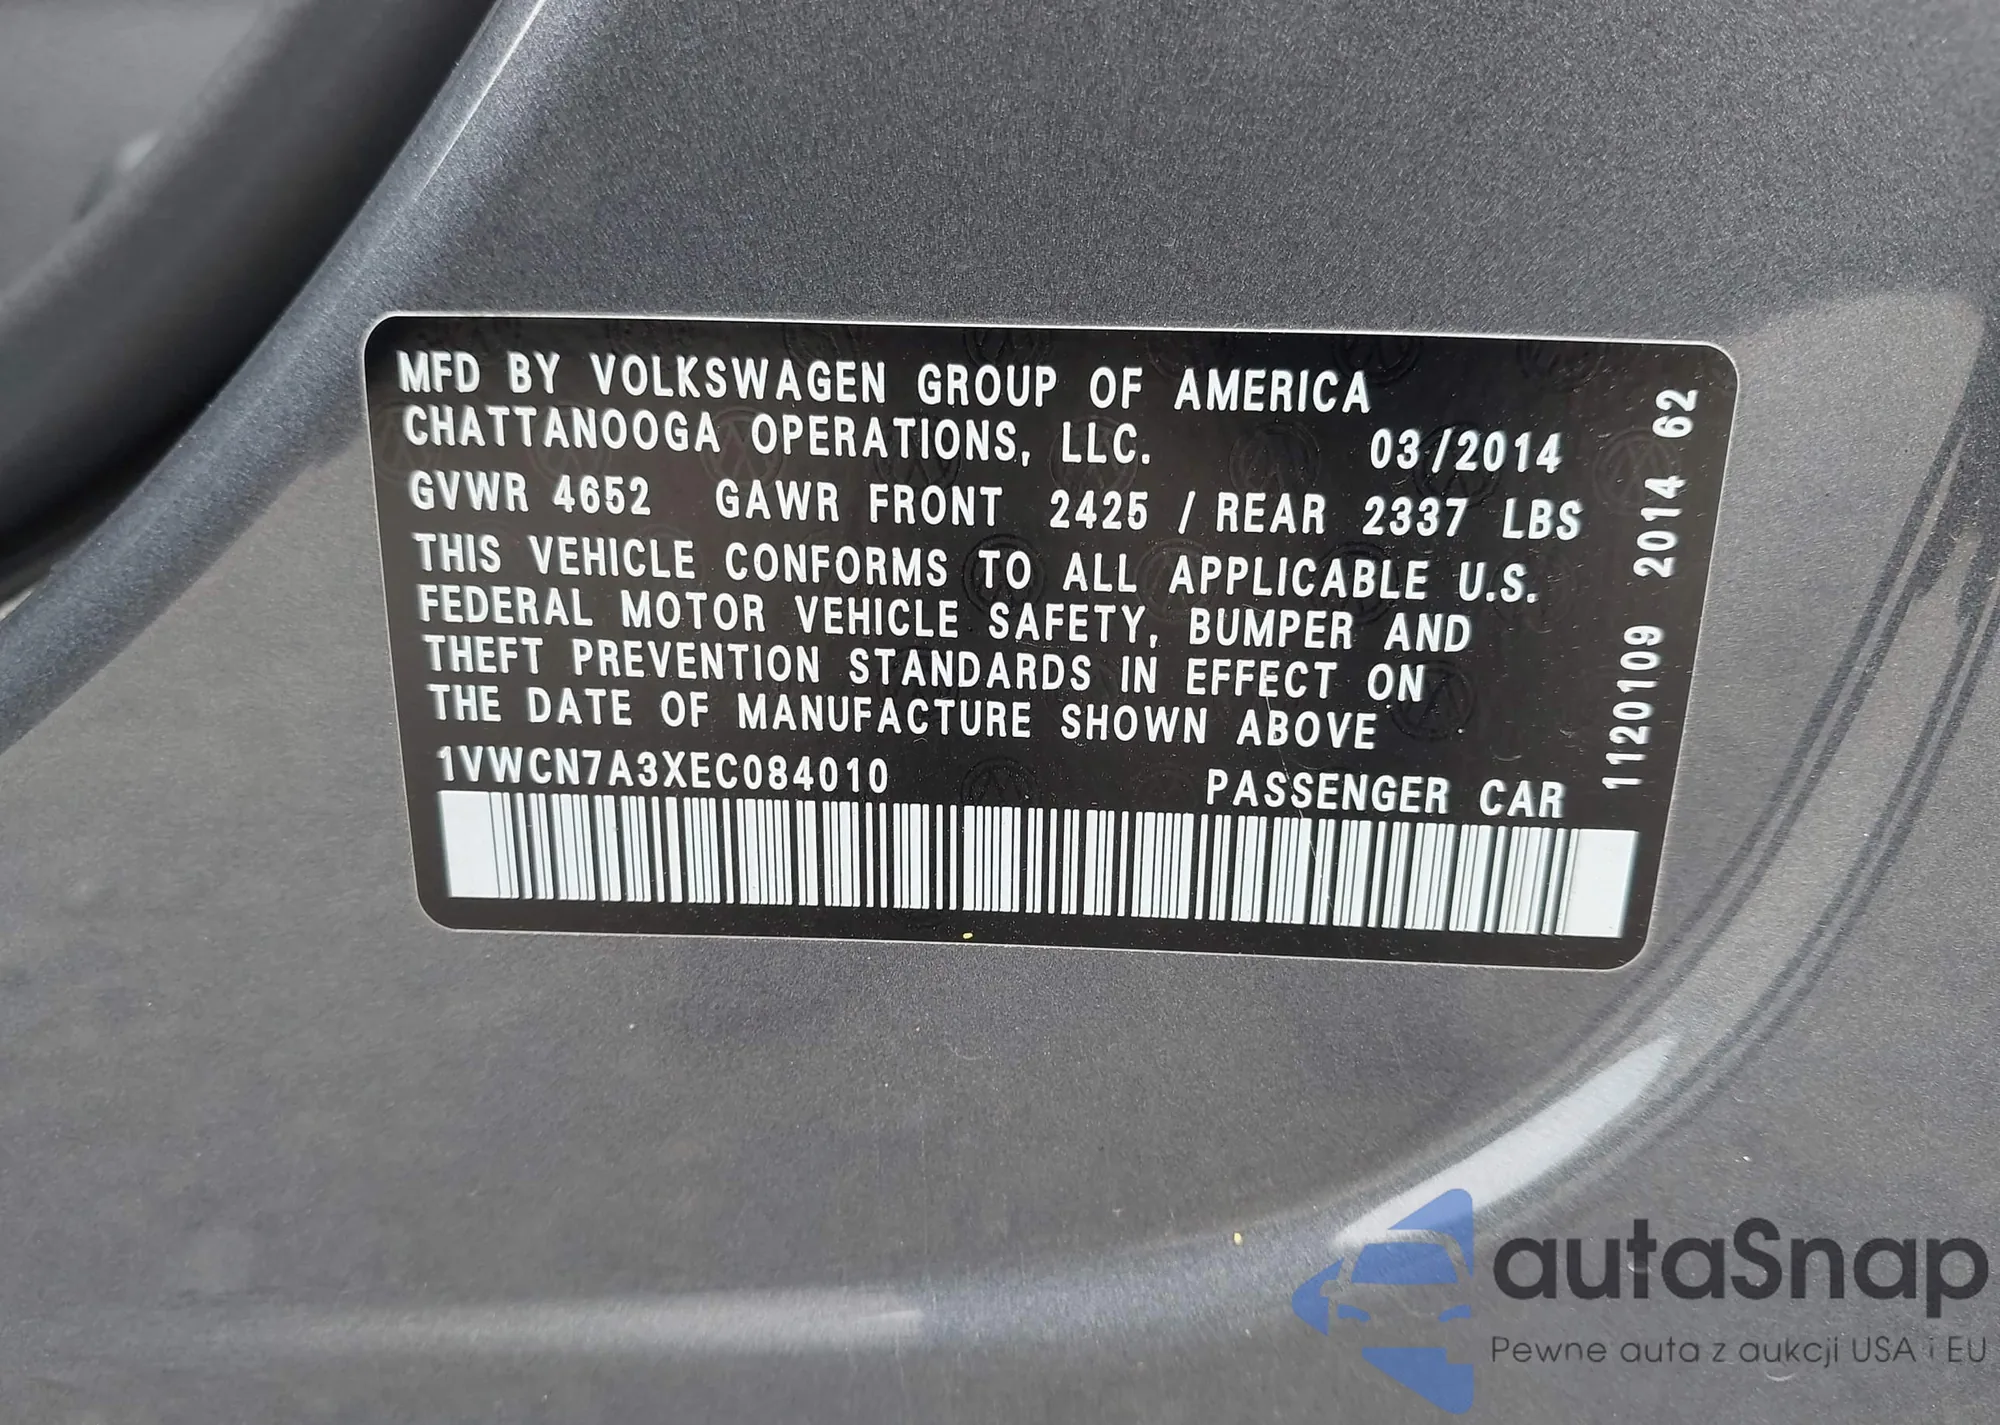 MFD BY VOLKSWAGEN GROUP OF AMERICA
CHATTANOOGA OPERATIONS, LLC. 03/2014
GVWR 4652 GAWR FRONT 2425 / REAR 2337 LBS
THIS VEHICLE CONFORMS TO ALL APPLICABLE U.S.
FEDERAL MOTOR VEHICLE SAFETY, BUMPER AND
THEFT PREVENTION STANDARDS IN EFFECT ON
THE DATE OF MANUFACTURE SHOWN ABOVE
1VWCN7A3XEC084010 PASSENGER CAR
1120109 2014 62
autaSnap
Pewne auta z aukcji USA i EU